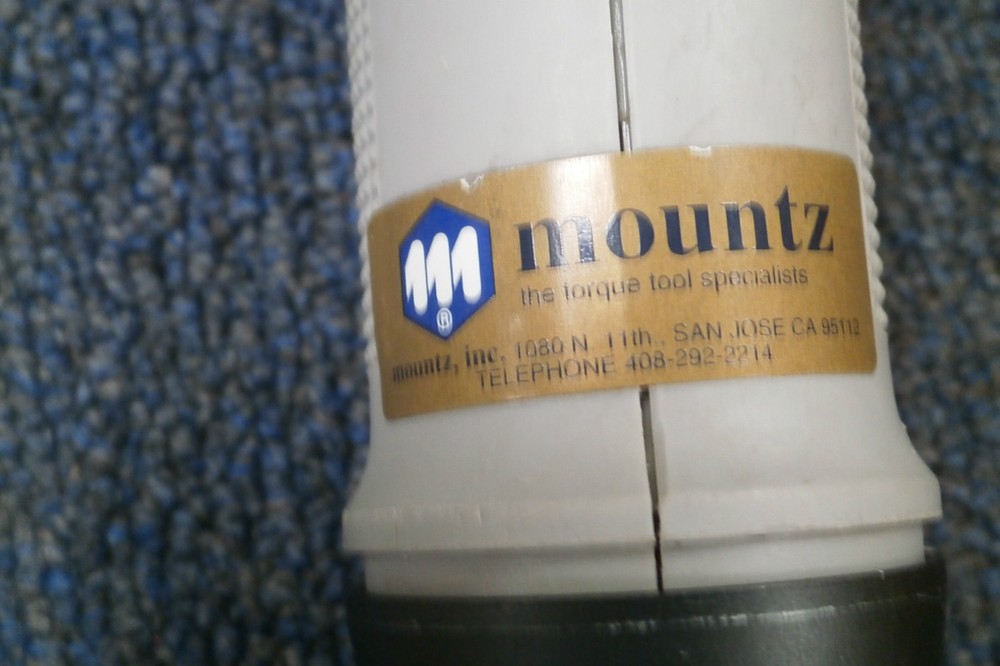 mountz
the torque tool specialists
mountz, inc. 1080 N. 11th., SAN JOSE CA 95112
TELEPHONE 408-292-2214
®